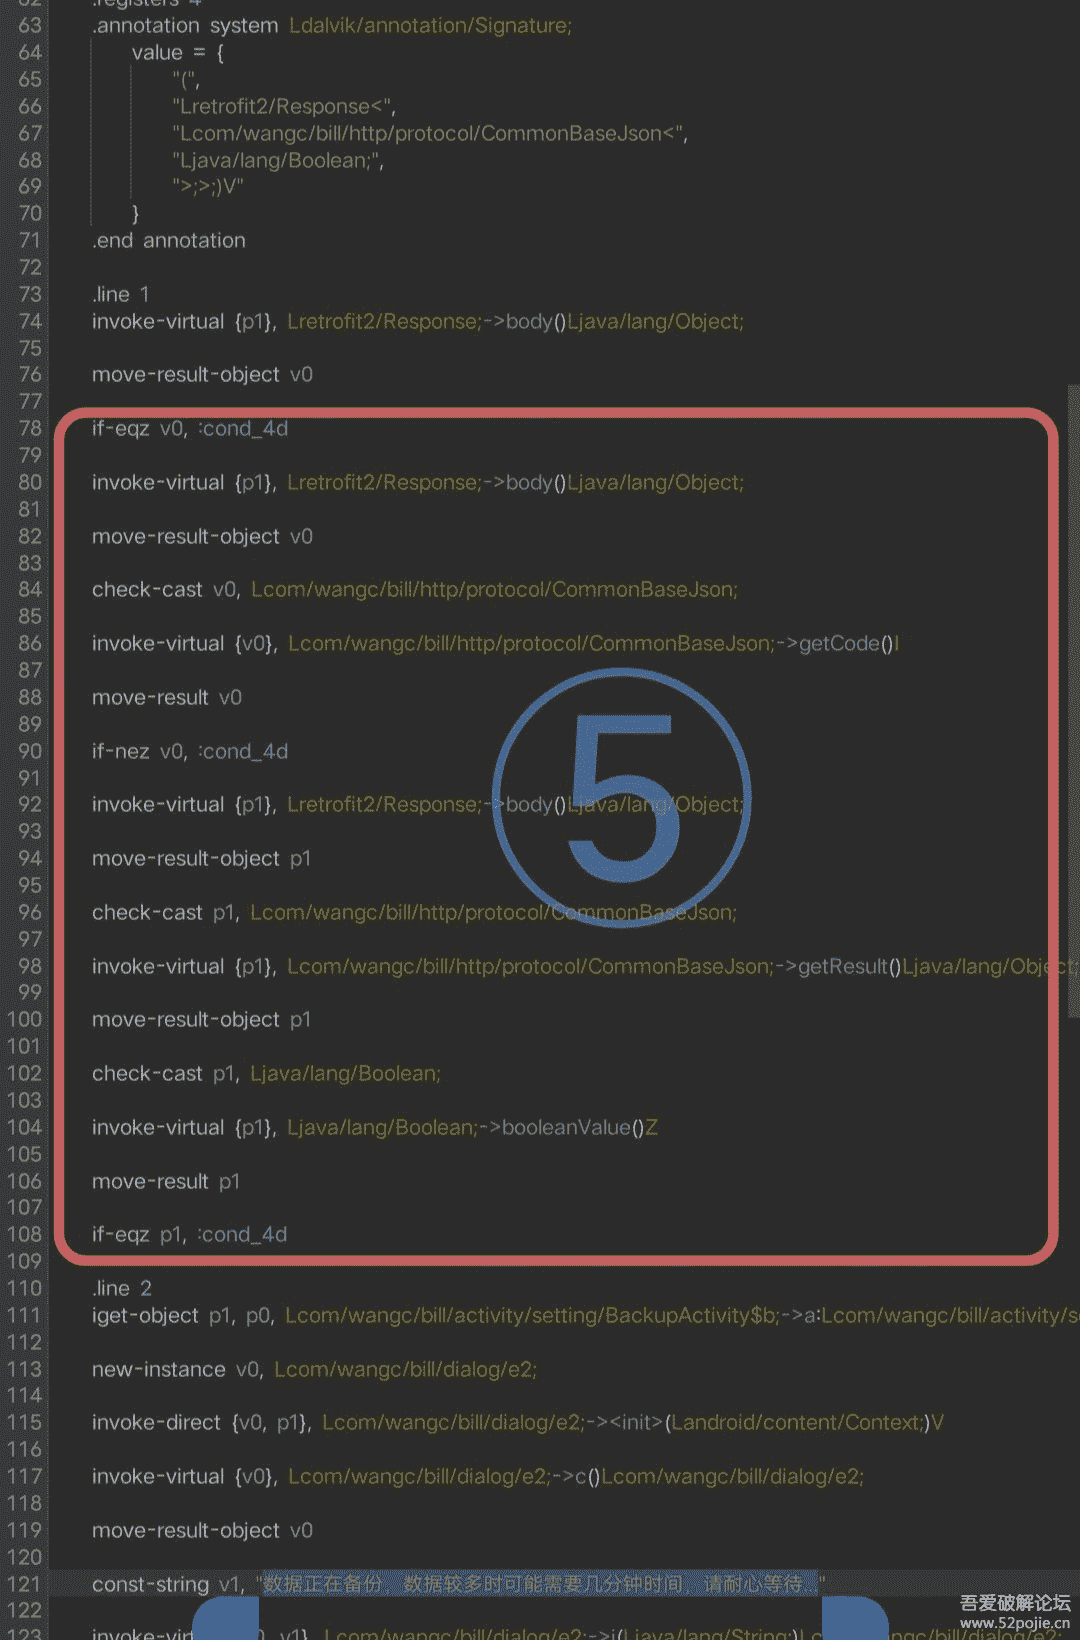 62 .registers 4
63 .annotation system Ldalvik/annotation/Signature;
64 value = {
65 "(",
66 "Lretrofit2/Response<",
67 "Lcom/wangc/bill/http/protocol/CommonBaseJson<",
68 "Ljava/lang/Boolean;",
69 ">;>;)V"
70 }
71 .end annotation
72
73 .line 1
74 invoke-virtual {p1}, Lretrofit2/Response;->body()Ljava/lang/Object;
75
76 move-result-object v0
77
78 if-eqz v0, :cond_4d
79
80 invoke-virtual {p1}, Lretrofit2/Response;->body()Ljava/lang/Object;
81
82 move-result-object v0
83
84 check-cast v0, Lcom/wangc/bill/http/protocol/CommonBaseJson;
85
86 invoke-virtual {v0}, Lcom/wangc/bill/http/protocol/CommonBaseJson;->getCode()I
87
88 move-result v0
89
90 if-nez v0, :cond_4d
91
92 invoke-virtual {p1}, Lretrofit2/Response;->body()Ljava/lang/Object;
93
94 move-result-object p1
95
96 check-cast p1, Lcom/wangc/bill/http/protocol/CommonBaseJson;
97
98 invoke-virtual {p1}, Lcom/wangc/bill/http/protocol/CommonBaseJson;->getResult()Ljava/lang/Object;
99
100 move-result-object p1
101
102 check-cast p1, Ljava/lang/Boolean;
103
104 invoke-virtual {p1}, Ljava/lang/Boolean;->booleanValue()Z
105
106 move-result p1
107
108 if-eqz p1, :cond_4d
109
110 .line 2
111 iget-object p1, p0, Lcom/wangc/bill/activity/setting/BackupActivity$b;->a:Lcom/wangc/bill/activity/s
112
113 new-instance v0, Lcom/wangc/bill/dialog/e2;
114
115 invoke-direct {v0, p1}, Lcom/wangc/bill/dialog/e2;-><init>(Landroid/content/Context;)V
116
117 invoke-virtual {v0}, Lcom/wangc/bill/dialog/e2;->c()Lcom/wangc/bill/dialog/e2;
118
119 move-result-object v0
120
121 const-string v1, "数据正在备份，数据较多时可能需要几分钟时间，请耐心等待..."
122
123 v1}, Lcom/wangc/bill/dialog/e2;->i(Ljava/lang/String;)
⑤
吾爱破解论坛
www.52pojie.cn